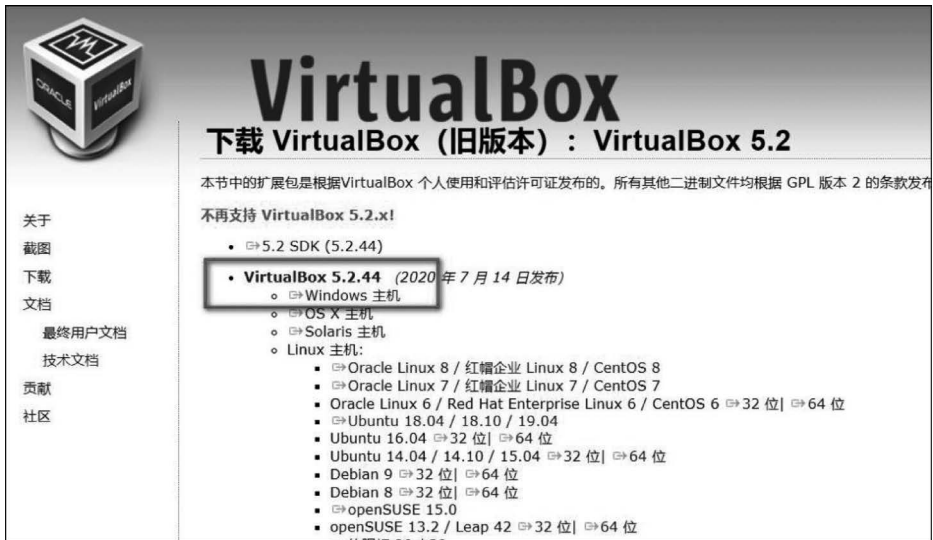 ORACLE
VirtualBox
VirtualBox
下载 VirtualBox（旧版本）：VirtualBox 5.2
本节中的扩展包是根据VirtualBox 个人使用和评估许可证发布的。所有其他二进制文件均根据 GPL 版本 2 的条款发布
不再支持 VirtualBox 5.2.x!
关于
截图
下载
文档
最终用户文档
技术文档
贡献
社区
• 5.2 SDK (5.2.44)
• VirtualBox 5.2.44 （2020 年 7 月 14 日发布）
Windows 主机
OS X 主机
Solaris 主机
Linux 主机:
Oracle Linux 8 / 红帽企业 Linux 8 / CentOS 8
Oracle Linux 7 / 红帽企业 Linux 7 / CentOS 7
Oracle Linux 6 / Red Hat Enterprise Linux 6 / CentOS 6 32 位| 64 位
Ubuntu 18.04 / 18.10 / 19.04
Ubuntu 16.04 32 位| 64 位
Ubuntu 14.04 / 14.10 / 15.04 32 位| 64 位
Debian 9 32 位| 64 位
Debian 8 32 位| 64 位
openSUSE 15.0
openSUSE 13.2 / Leap 42 32 位| 64 位